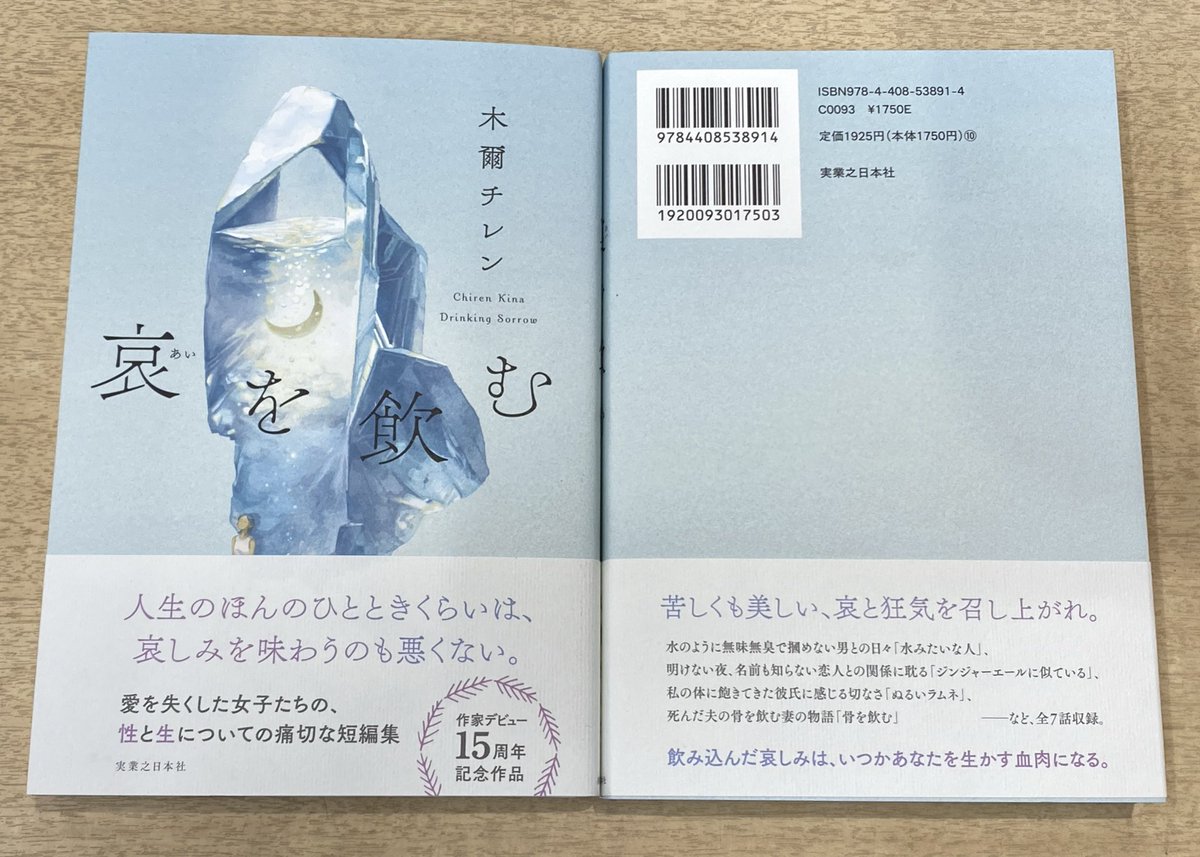 木爾チレン
Chiren Kina
Drinking Sorrow
哀を飲む
あい
人生のほんのひとときくらいは、
哀しみを味わうのも悪くない。
愛を失くした女子たちの、
性と生についての痛切な短編集
実業之日本社
作家デビュー
15周年
記念作品
9784408538914
1920093017503
ISBN978-4-408-53891-4
C0093 ¥1750E
定価1925円(本体1750円)⑩
実業之日本社
苦しくも美しい、哀と狂気を召し上がれ。
水のように無味無臭で摑めない男との日々「水みたいな人」、
明けない夜、名前も知らない恋人との関係に耽る「ジンジャーエールに似ている」、
私の体に飽きてきた彼氏に感じる切なさ「ぬるいラムネ」、
死んだ夫の骨を飲む妻の物語「骨を飲む」 ――など、全7話収録。
飲み込んだ哀しみは、いつかあなたを生かす血肉になる。